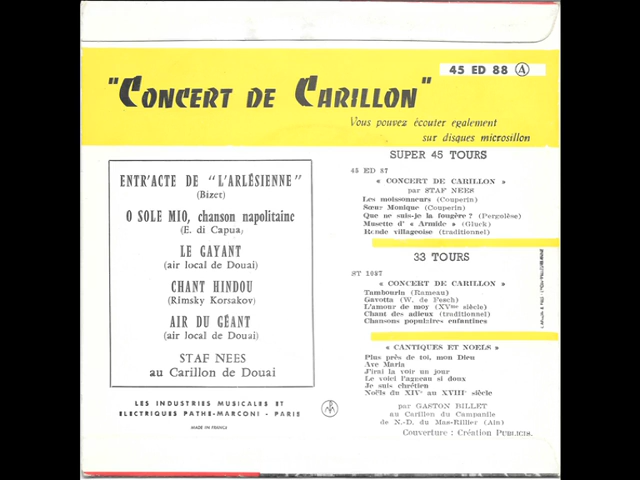 45 ED 88 Ⓐ
"CONCERT DE CARILLON"
Vous pouvez écouter également
sur disques microsillon
ENTR'ACTE DE "L'ARLÉSIENNE"
(Bizet)
O SOLE MIO, chanson napolitaine
(E. di Capua)
LE GAYANT
(air local de Douai)
CHANT HINDOU
(Rimsky Korsakov)
AIR DU GÉANT
(air local de Douai)
STAF NEES
au Carillon de Douai
LES INDUSTRIES MUSICALES ET
ELECTRIQUES PATHE-MARCONI - PARIS
MADE IN FRANCE
SUPER 45 TOURS
45 ED 87
« CONCERT DE CARILLON »
par STAF NEES
Les moissonneurs (Couperin)
Sœur Monique (Couperin)
Que ne suis-je la fougère ? (Pergolèse)
Musette d' « Armide » (Gluck)
Ronde villageoise (traditionnel)
33 TOURS
ST 1087
« CONCERT DE CARILLON »
Tambourin (Rameau)
Gavotta (W. de Fesch)
L'amour de moy (XVme siècle)
Chant des adieux (traditionnel)
Chansons populaires enfantines
« CANTIQUES ET NOELS »
Plus près de toi, mon Dieu
Ave Maria
J'irai la voir un jour
Le voici l'agneau si doux
Je suis chrétien
Noëls du XIVe au XVIIIe siècle
par GASTON BILLET
au Carillon du Campanile
de N.-D. du Mas-Rillier (Ain)
Couverture : Création PUBLICIS.